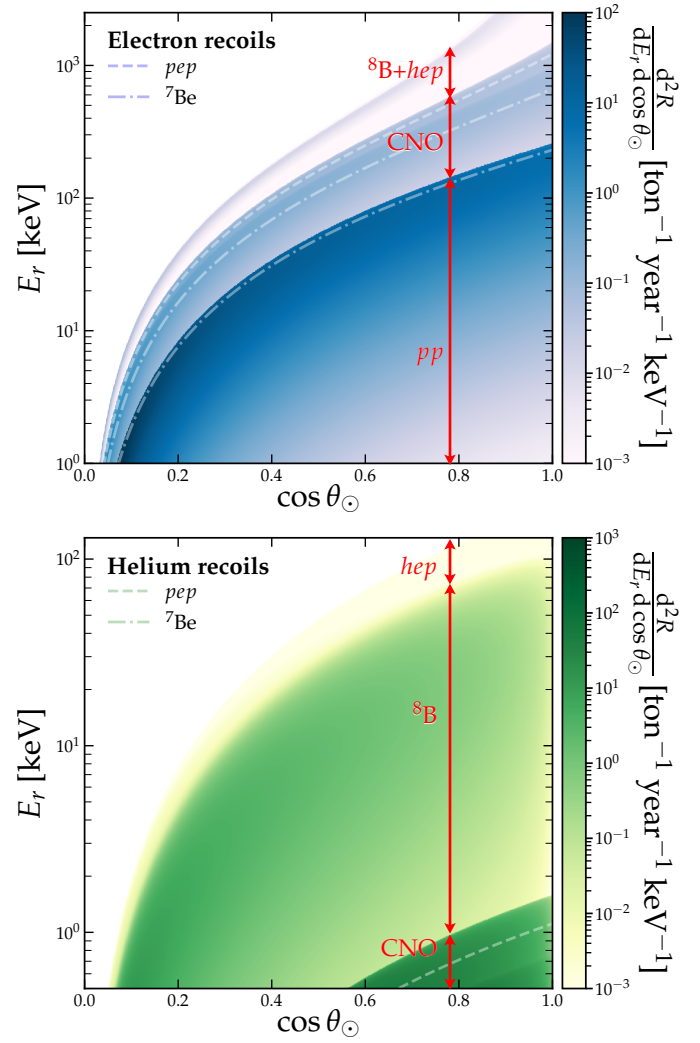 Electron recoils
pep
⁷Be
⁸B+hep
CNO
pp
10³
10²
10¹
10⁰
E_r [keV]
0.0 0.2 0.4 0.6 0.8 1.0
cos θ_⊙
10²
10¹
10⁰
10⁻¹
10⁻²
10⁻³
d²R / dE_r d cos θ_⊙ [ton⁻¹ year⁻¹ keV⁻¹]
Helium recoils
pep
⁷Be
hep
⁸B
CNO
10²
10¹
10⁰
E_r [keV]
0.0 0.2 0.4 0.6 0.8 1.0
cos θ_⊙
10³
10²
10¹
10⁰
10⁻¹
10⁻²
10⁻³
d²R / dE_r d cos θ_⊙ [ton⁻¹ year⁻¹ keV⁻¹]